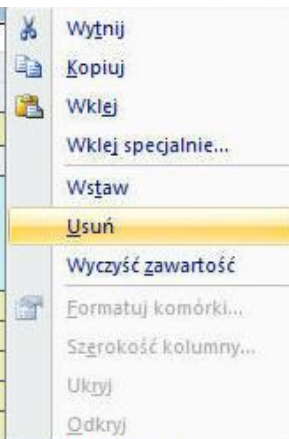 Wytnij
Kopiuj
Wklej
Wklej specjalnie...
Wstaw
Usuń
Wyczyść zawartość
Formatuj komórki...
Szerokość kolumny...
Ukryj
Odkryj